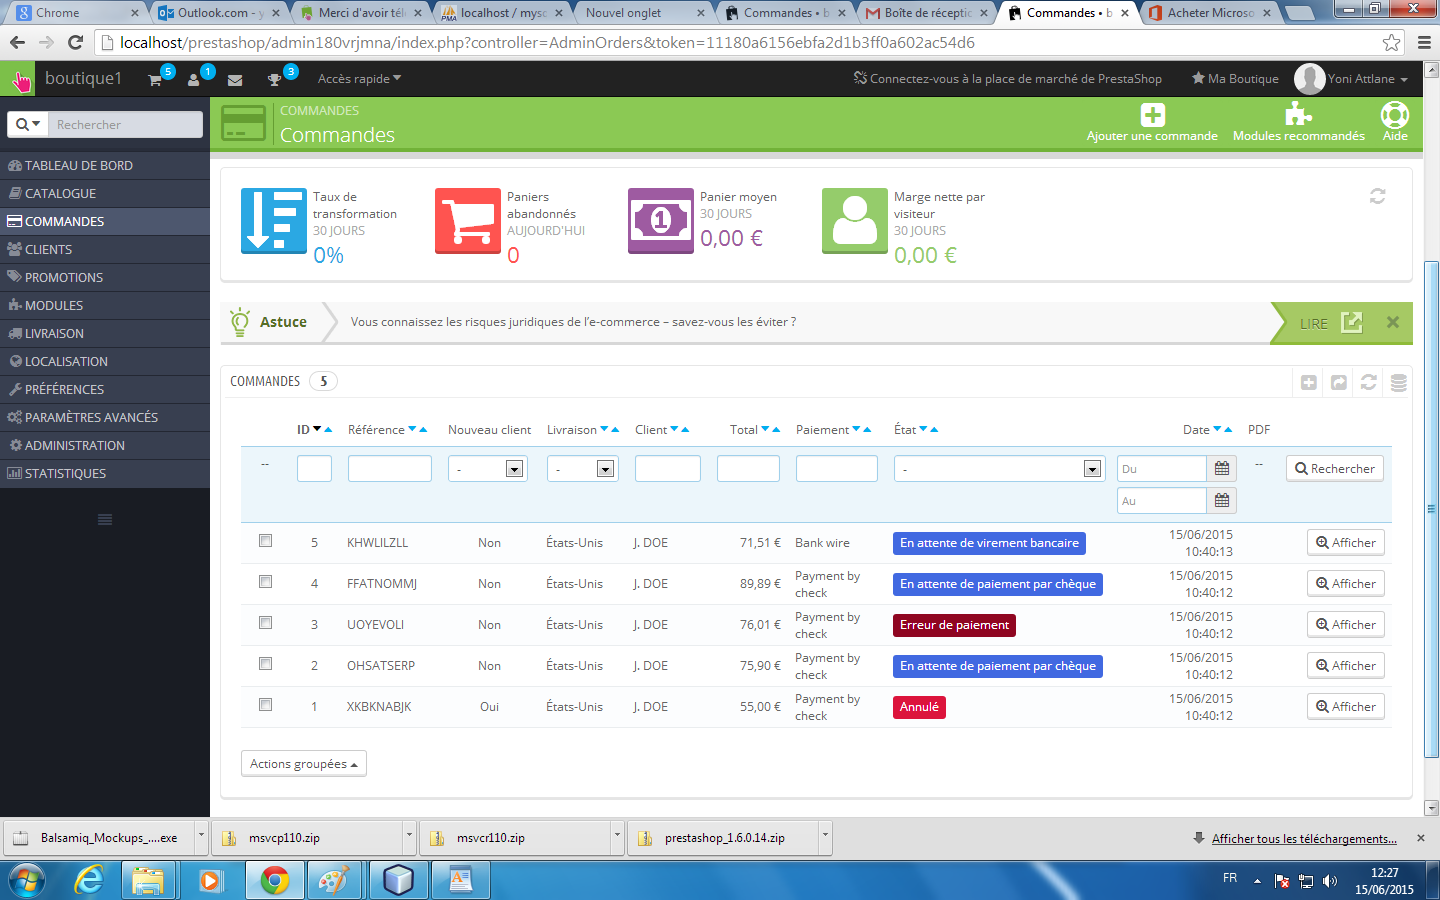 Chrome
Outlook.com - y
Merci d'avoir télé
localhost / mysc
Nouvel onglet
Commandes • b
Boîte de réceptic
Commandes • b
Acheter Microso
localhost/prestashop/admin180vrjmna/index.php?controller=AdminOrders&token=11180a6156ebfa2d1b3ff0a602ac54d6
boutique1
5
1
3
Accès rapide
Connectez-vous à la place de marché de PrestaShop
Ma Boutique
Yoni Attlane
Rechercher
COMMANDES
Commandes
Ajouter une commande
Modules recommandés
Aide
TABLEAU DE BORD
CATALOGUE
COMMANDES
CLIENTS
PROMOTIONS
MODULES
LIVRAISON
LOCALISATION
PRÉFÉRENCES
PARAMÈTRES AVANCÉS
ADMINISTRATION
STATISTIQUES
Taux de
transformation
30 JOURS
0%
Paniers
abandonnés
AUJOURD'HUI
0
Panier moyen
30 JOURS
0,00 €
Marge nette par
visiteur
30 JOURS
0,00 €
Astuce
Vous connaissez les risques juridiques de l'e-commerce – savez-vous les éviter ?
LIRE
COMMANDES 5
ID Référence Nouveau client Livraison Client Total Paiement État Date PDF
-- - - - Du -- Rechercher
Au
5 KHWLILZLL Non États-Unis J. DOE 71,51 € Bank wire En attente de virement bancaire 15/06/2015 10:40:13 Afficher
4 FFATNOMMJ Non États-Unis J. DOE 89,89 € Payment by check En attente de paiement par chèque 15/06/2015 10:40:12 Afficher
3 UOYEVOLI Non États-Unis J. DOE 76,01 € Payment by check Erreur de paiement 15/06/2015 10:40:12 Afficher
2 OHSATSERP Non États-Unis J. DOE 75,90 € Payment by check En attente de paiement par chèque 15/06/2015 10:40:12 Afficher
1 XKBKNABJK Oui États-Unis J. DOE 55,00 € Payment by check Annulé 15/06/2015 10:40:12 Afficher
Actions groupées
Balsamiq_Mockups_....exe
msvcp110.zip
msvcr110.zip
prestashop_1.6.0.14.zip
Afficher tous les téléchargements...
FR
12:27
15/06/2015